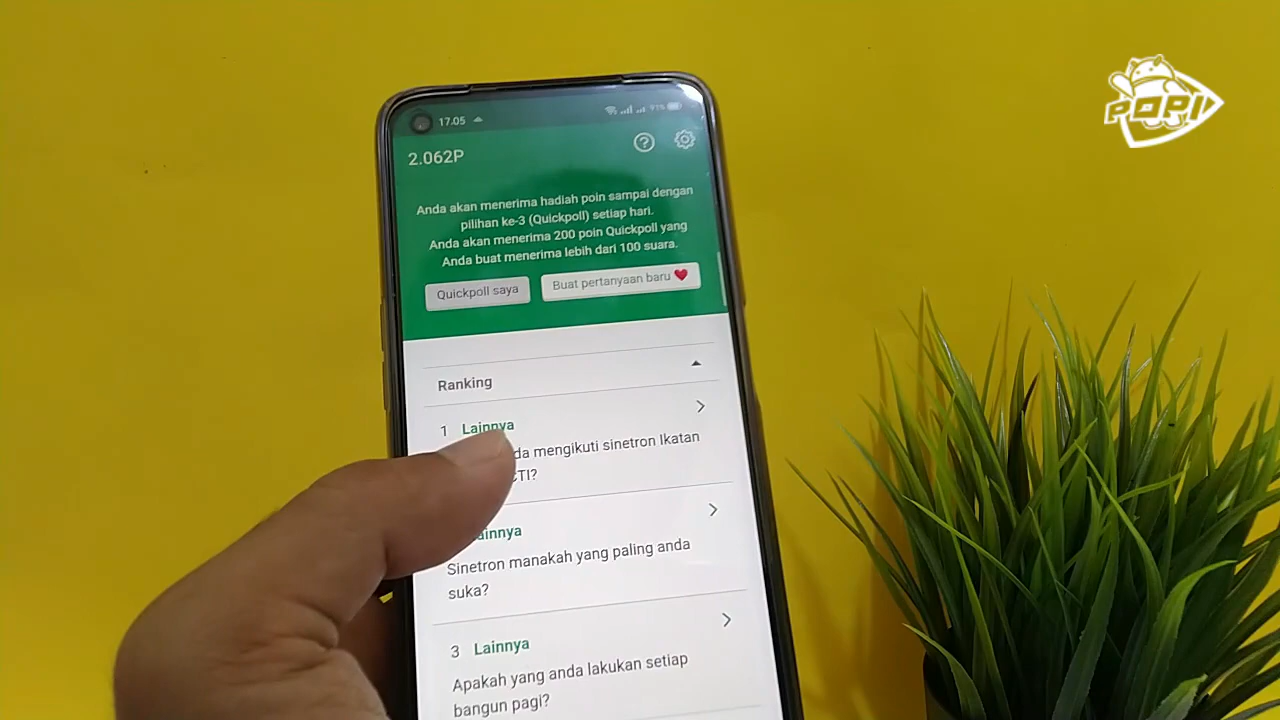 POPI
17.05
91%
2.062P
Anda akan menerima hadiah poin sampai dengan
pilihan ke-3 (Quickpoll) setiap hari.
Anda akan menerima 200 poin Quickpoll yang
Anda buat menerima lebih dari 100 suara.
Quickpoll saya
Buat pertanyaan baru
Ranking
1 Lainnya
mengikuti sinetron Ikatan
Lainnya
Sinetron manakah yang paling anda
suka?
3 Lainnya
Apakah yang anda lakukan setiap
bangun pagi?